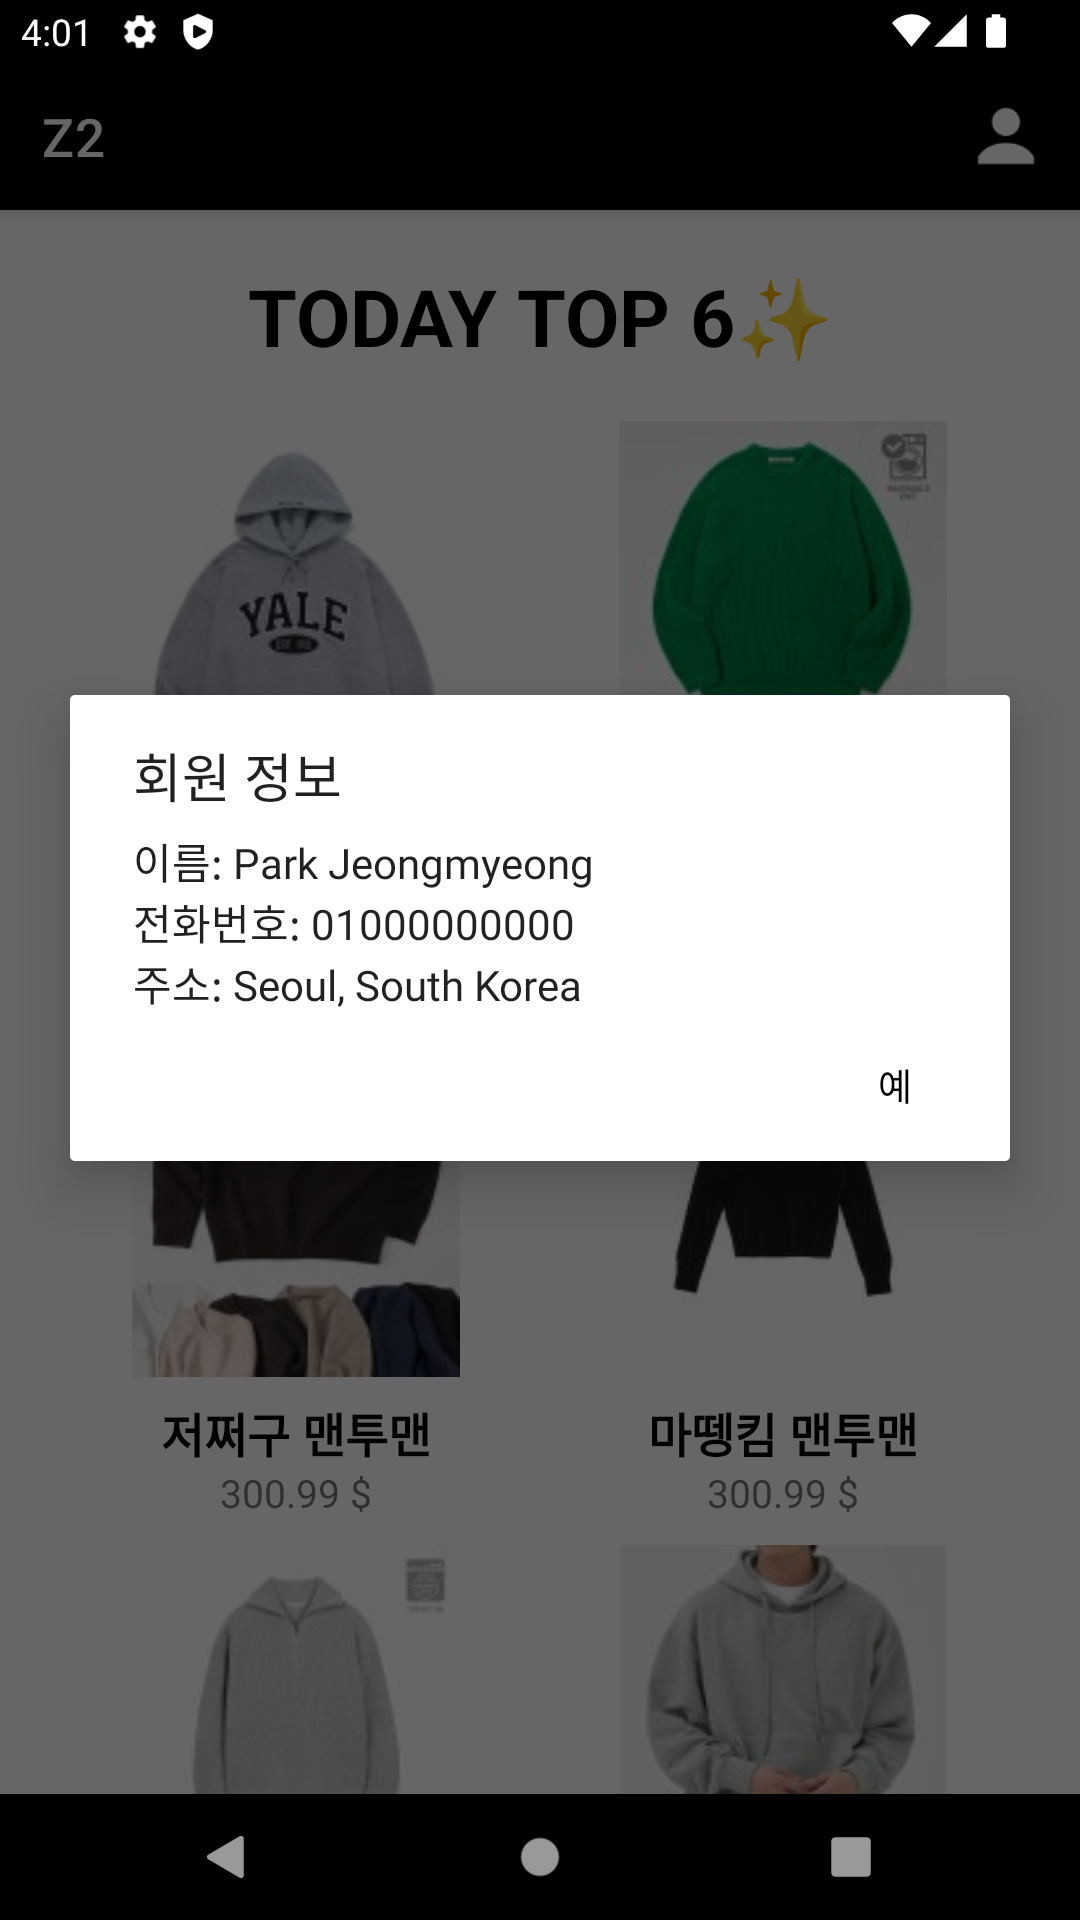 4:01
Z2
TODAY TOP 6✨
YALE
회원 정보
이름: Park Jeongmyeong
전화번호: 01000000000
주소: Seoul, South Korea
예
저쩌구 맨투맨
마뗑킴 맨투맨
300.99 $
300.99 $